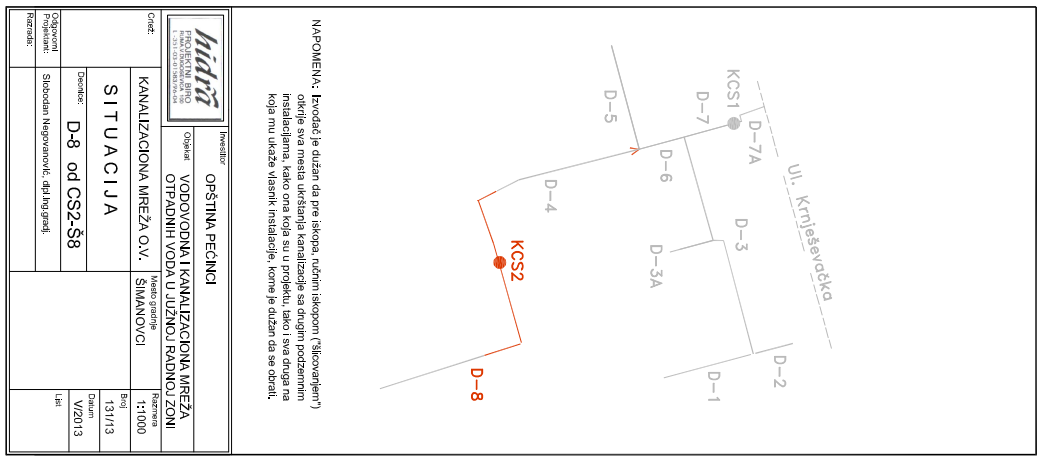 D-5
KCS1
D-7
D-7A
Ul. Krnješevačka
D-6
D-4
D-3
D-3A
KCS2
D-8
D-1
D-2
NAPOMENA: Izvođač je dužan da pre iskopa, ručnim iskopom ("šlicovanjem")
otkrije sva mesta ukrštanja kanalizacije sa drugim podzemnim
instalacijama, kako ona koja su u projektu, tako i sva druga na
koja mu ukaže vlasnik instalacije, kome je dužan da se obrati.
hidra
PROJEKTNI BIRO
Investitor
OPŠTINA PEĆINCI
Objekat
VODOVODNA I KANALIZACIONA MREŽA
OTPADNIH VODA U JUŽNOJ RADNOJ ZONI
Crtež:
KANALIZACIONA MREŽA O.V.
Mesto gradnje
ŠIMANOVCI
Razmera
1:1000
SITUACIJA
Broj
131/13
Deonice:
D-8 od CS2-Š8
Datum
V/2013
Odgovorni
Projektant:
Slobodan Negovanović, dipl.ing.gradj.
List
Razrada: